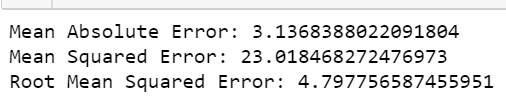 Mean Absolute Error: 3.1368388022091804
Mean Squared Error: 23.018468272476973
Root Mean Squared Error: 4.797756587455951